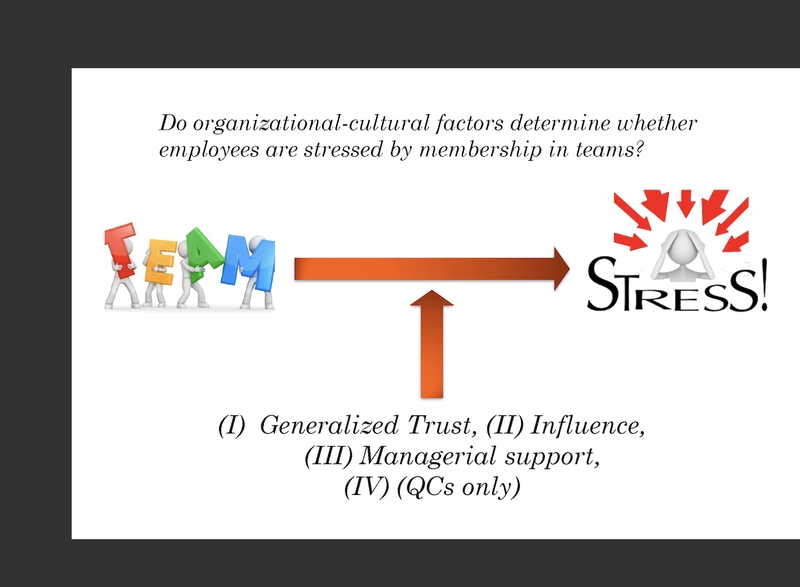 Do organizational-cultural factors determine whether
employees are stressed by membership in teams?
TEAM
STRESS!
(I) Generalized Trust, (II) Influence,
(III) Managerial support,
(IV) (QCs only)